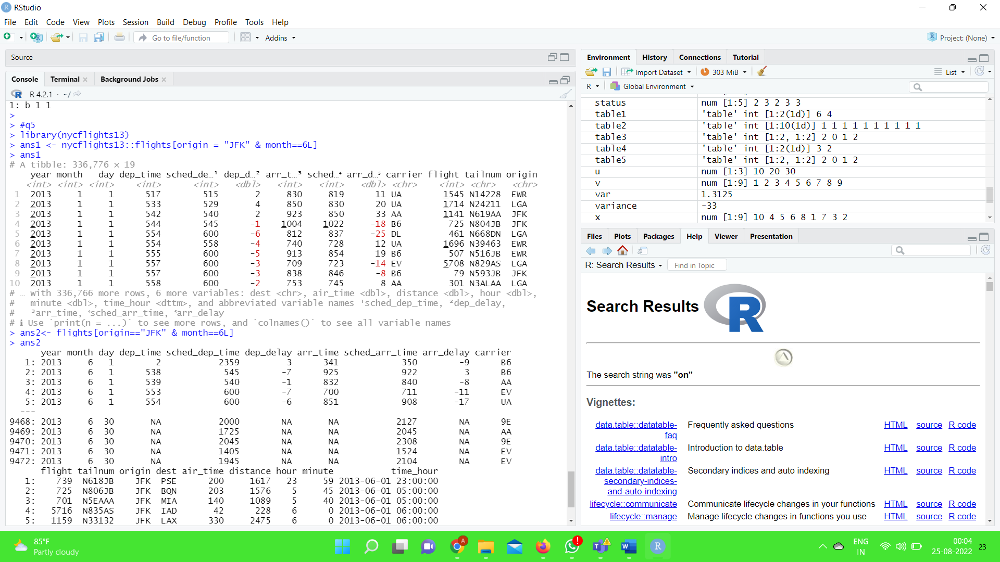 RStudio
File Edit Code View Plots Session Build Debug Profile Tools Help
Go to file/function Addins Project: (None)
Source
Console Terminal Background Jobs
R 4.2.1 · ~/
1: b 1 1
>
> #q5
> library(nycflights13)
> ans1 <- nycflights13::flights[origin = "JFK" & month==6L]
> ans1
# A tibble: 336,776 × 19
year month day dep_time sched_de…¹ dep_d…² arr_t…³ sched…⁴ arr_d…⁵ carrier flight tailnum origin
<int> <int> <int> <int> <int> <dbl> <int> <int> <dbl> <chr> <int> <chr> <chr>
1 2013 1 1 517 515 2 830 819 11 UA 1545 N14228 EWR
2 2013 1 1 533 529 4 850 830 20 UA 1714 N24211 LGA
3 2013 1 1 542 540 2 923 850 33 AA 1141 N619AA JFK
4 2013 1 1 544 545 -1 1004 1022 -18 B6 725 N804JB JFK
5 2013 1 1 554 600 -6 812 837 -25 DL 461 N668DN LGA
6 2013 1 1 554 558 -4 740 728 12 UA 1696 N39463 EWR
7 2013 1 1 555 600 -5 913 854 19 B6 507 N516JB EWR
8 2013 1 1 557 600 -3 709 723 -14 EV 5708 N829AS LGA
9 2013 1 1 557 600 -3 838 846 -8 B6 79 N593JB JFK
10 2013 1 1 558 600 -2 753 745 8 AA 301 N3ALAA LGA
# … with 336,766 more rows, 6 more variables: dest <chr>, air_time <dbl>, distance <dbl>, hour <dbl>,
# minute <dbl>, time_hour <dttm>, and abbreviated variable names ¹sched_dep_time, ²dep_delay,
# ³arr_time, ⁴sched_arr_time, ⁵arr_delay
# ℹ Use `print(n = ...)` to see more rows, and `colnames()` to see all variable names
> ans2<- flights[origin=="JFK" & month==6L]
> ans2
year month day dep_time sched_dep_time dep_delay arr_time sched_arr_time arr_delay carrier
1: 2013 6 1 2 2359 3 341 350 -9 B6
2: 2013 6 1 538 545 -7 925 922 3 B6
3: 2013 6 1 539 540 -1 832 840 -8 AA
4: 2013 6 1 553 600 -7 700 711 -11 EV
5: 2013 6 1 554 600 -6 851 908 -17 UA
---
9468: 2013 6 30 NA 2000 NA NA 2127 NA 9E
9469: 2013 6 30 NA 1725 NA NA 2045 NA AA
9470: 2013 6 30 NA 2045 NA NA 2308 NA 9E
9471: 2013 6 30 NA 1405 NA NA 1524 NA EV
9472: 2013 6 30 NA 1945 NA NA 2104 NA EV
flight tailnum origin dest air_time distance hour minute time_hour
1: 739 N618JB JFK PSE 200 1617 23 59 2013-06-01 23:00:00
2: 725 N806JB JFK BQN 203 1576 5 45 2013-06-01 05:00:00
3: 701 N5EAAA JFK MIA 140 1089 5 40 2013-06-01 05:00:00
4: 5716 N835AS JFK IAD 42 228 6 0 2013-06-01 06:00:00
5: 1159 N33132 JFK LAX 330 2475 6 0 2013-06-01 06:00:00
Environment History Connections Tutorial
Import Dataset 303 MiB List
R Global Environment
status num [1:5] 2 3 2 3 3
table1 'table' int [1:2(1d)] 6 4
table2 'table' int [1:10(1d)] 1 1 1 1 1 1 1 1 1 1
table3 'table' int [1:2, 1:2] 2 0 1 2
table4 'table' int [1:2(1d)] 3 2
table5 'table' int [1:2, 1:2] 2 0 1 2
u num [1:3] 10 20 30
v num [1:9] 1 2 3 4 5 6 7 8 9
var 1.3125
variance -33
x num [1:9] 10 4 5 6 8 1 7 3 2
Files Plots Packages Help Viewer Presentation
R: Search Results Find in Topic
Search Results R
The search string was "on"
Vignettes:
data.table::datatable- Frequently asked questions HTML source R code
faq
data.table::datatable- Introduction to data.table HTML source R code
intro
data.table::datatable- Secondary indices and auto indexing HTML source R code
secondary-indices-
and-auto-indexing
lifecycle::communicate Communicate lifecycle changes in your functions HTML source R code
lifecycle::manage Manage lifecycle changes in functions you use HTML source R code
85°F
Partly cloudy
ENG
IN
00:04
25-08-2022
23